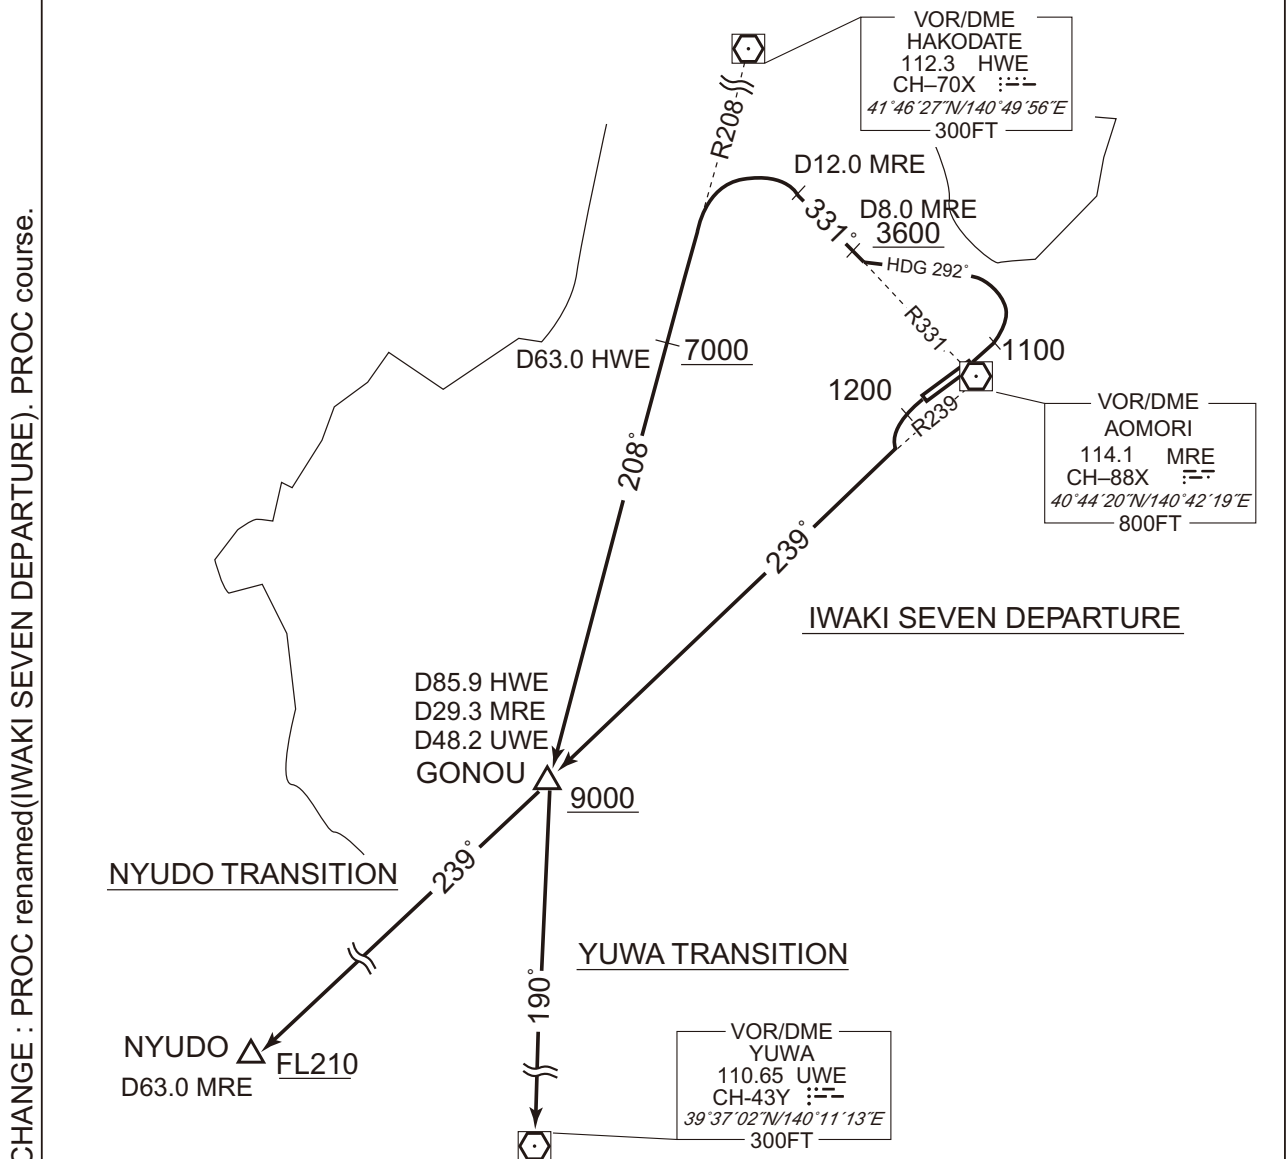 CHANGE : PROC renamed(IWAKI SEVEN DEPARTURE). PROC course.
VOR/DME
HAKODATE
112.3 HWE
CH–70X
41°46´27˝N/140°49´56˝E
300FT
R208
D12.0 MRE
331°
D8.0 MRE
3600
HDG 292°
R331
1100
D63.0 HWE
7000
1200
R239
VOR/DME
AOMORI
114.1 MRE
CH–88X
40°44´20˝N/140°42´19˝E
800FT
208°
239°
IWAKI SEVEN DEPARTURE
D85.9 HWE
D29.3 MRE
D48.2 UWE
GONOU
9000
NYUDO TRANSITION
239°
YUWA TRANSITION
190°
NYUDO
FL210
D63.0 MRE
VOR/DME
YUWA
110.65 UWE
CH-43Y
39°37´02˝N/140°11´13˝E
300FT